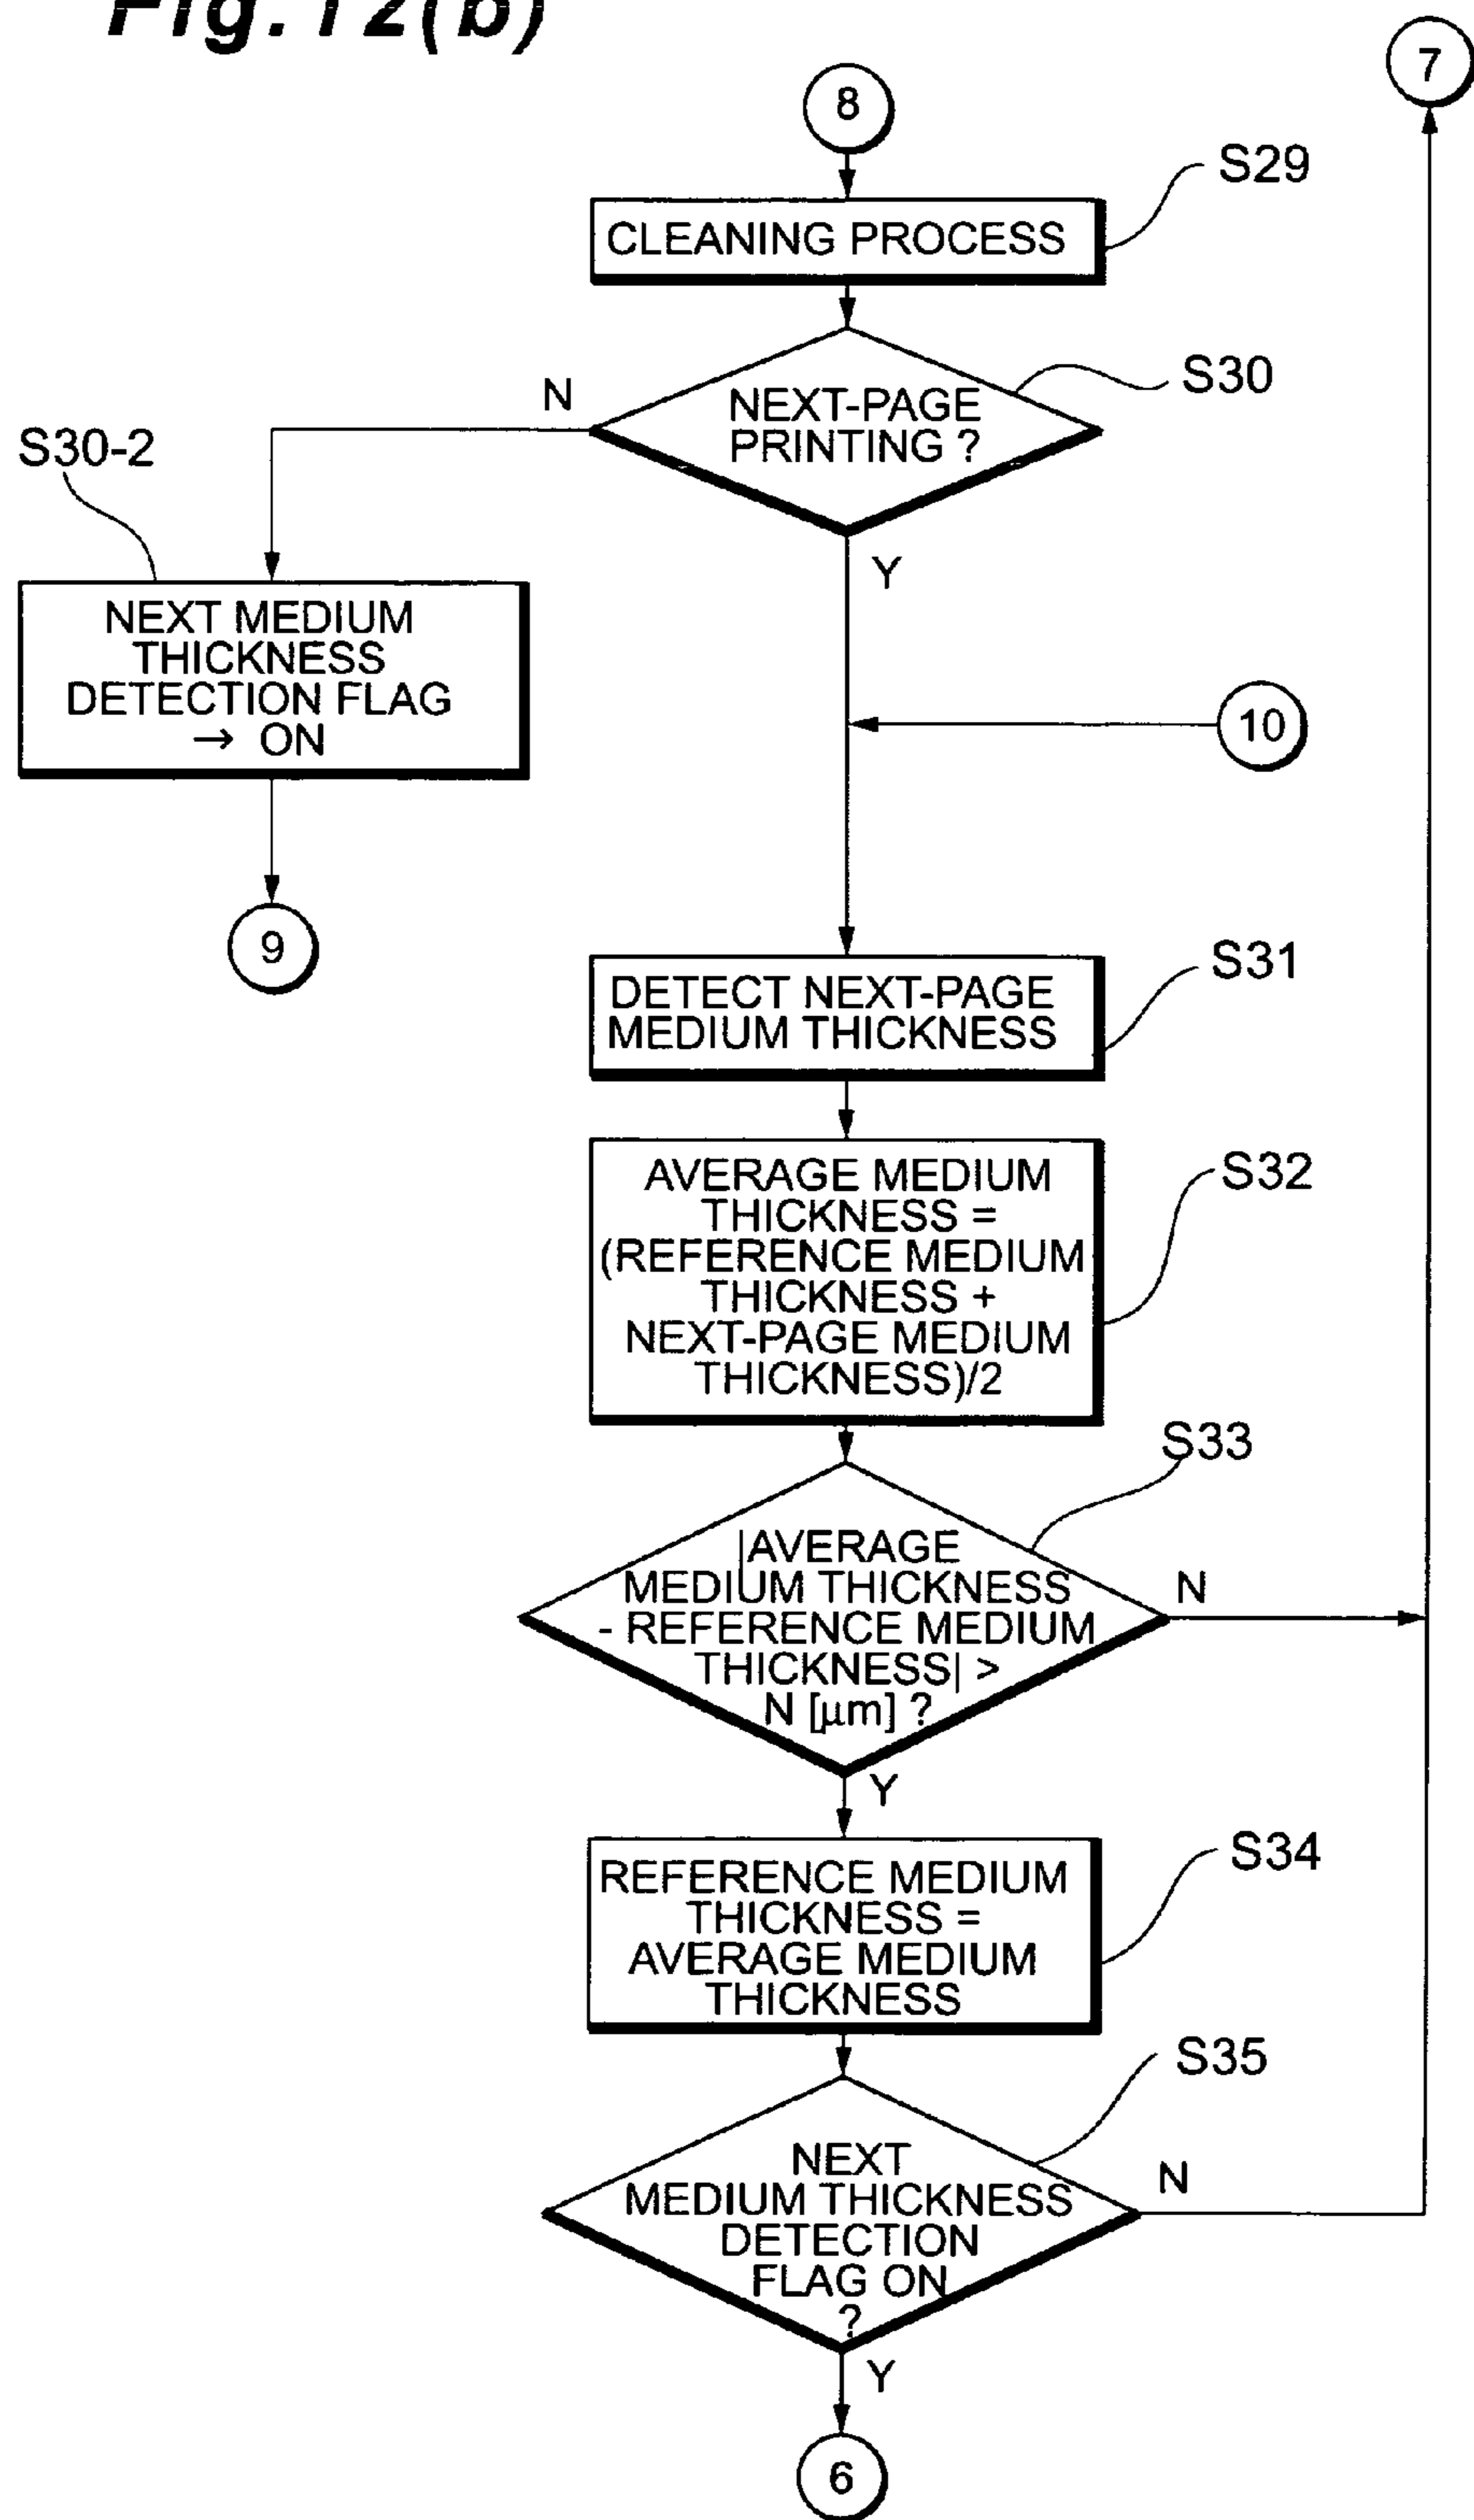 Fig.12(b)
7
8
S29
CLEANING PROCESS
S30
N
NEXT-PAGE
PRINTING ?
S30-2
Y
NEXT MEDIUM
THICKNESS
DETECTION FLAG
→ ON
10
9
S31
DETECT NEXT-PAGE
MEDIUM THICKNESS
S32
AVERAGE MEDIUM
THICKNESS =
(REFERENCE MEDIUM
THICKNESS +
NEXT-PAGE MEDIUM
THICKNESS)/2
S33
|AVERAGE
MEDIUM THICKNESS
- REFERENCE MEDIUM
THICKNESS| >
N [μm] ?
N
Y
S34
REFERENCE MEDIUM
THICKNESS =
AVERAGE MEDIUM
THICKNESS
S35
NEXT
MEDIUM THICKNESS
DETECTION
FLAG ON
?
N
Y
6